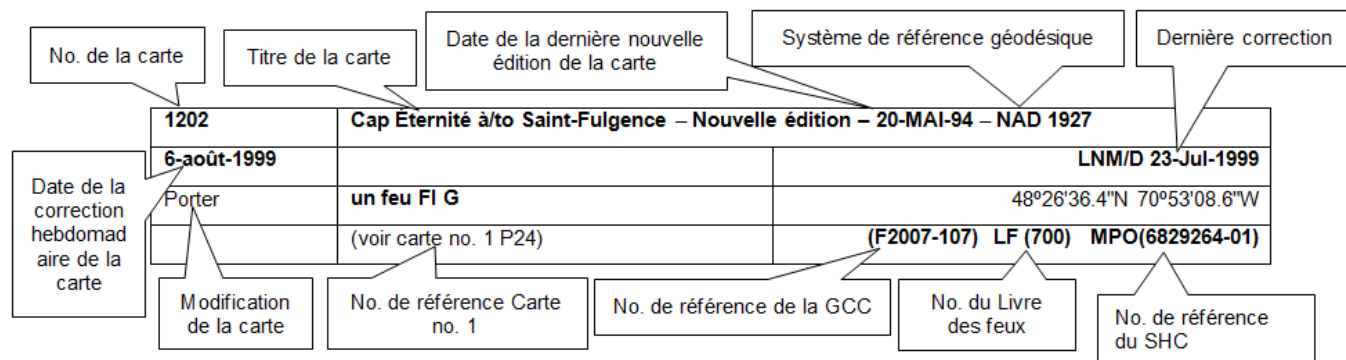 No. de la carte
Titre de la carte
Date de la dernière nouvelle
édition de la carte
Système de référence géodésique
Dernière correction
1202 Cap Éternité à/to Saint-Fulgence – Nouvelle édition – 20-MAI-94 – NAD 1927
6-août-1999 LNM/D 23-Jul-1999
Porter un feu Fl G 48º26'36.4"N 70º53'08.6"W
(voir carte no. 1 P24) (F2007-107) LF (700) MPO(6829264-01)
Date de la
correction
hebdomad
aire de la
carte
Modification
de la carte
No. de référence Carte
no. 1
No. de référence de la GCC
No. du Livre
des feux
No. de référence
du SHC